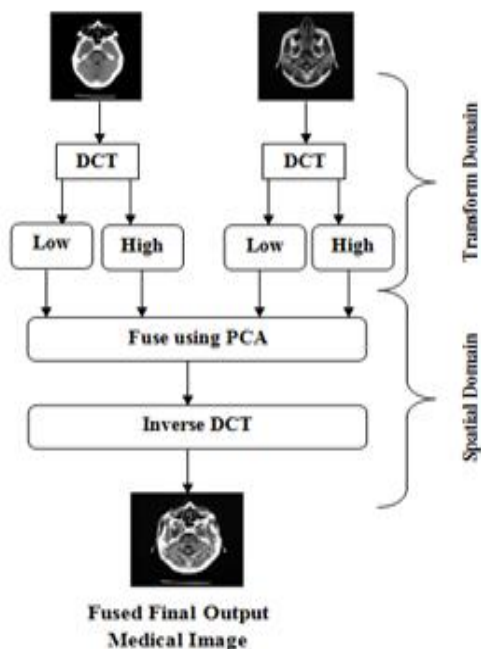 DCT
DCT
Low
High
Low
High
Transform Domain
Fuse using PCA
Inverse DCT
Spatial Domain
Fused Final Output
Medical Image